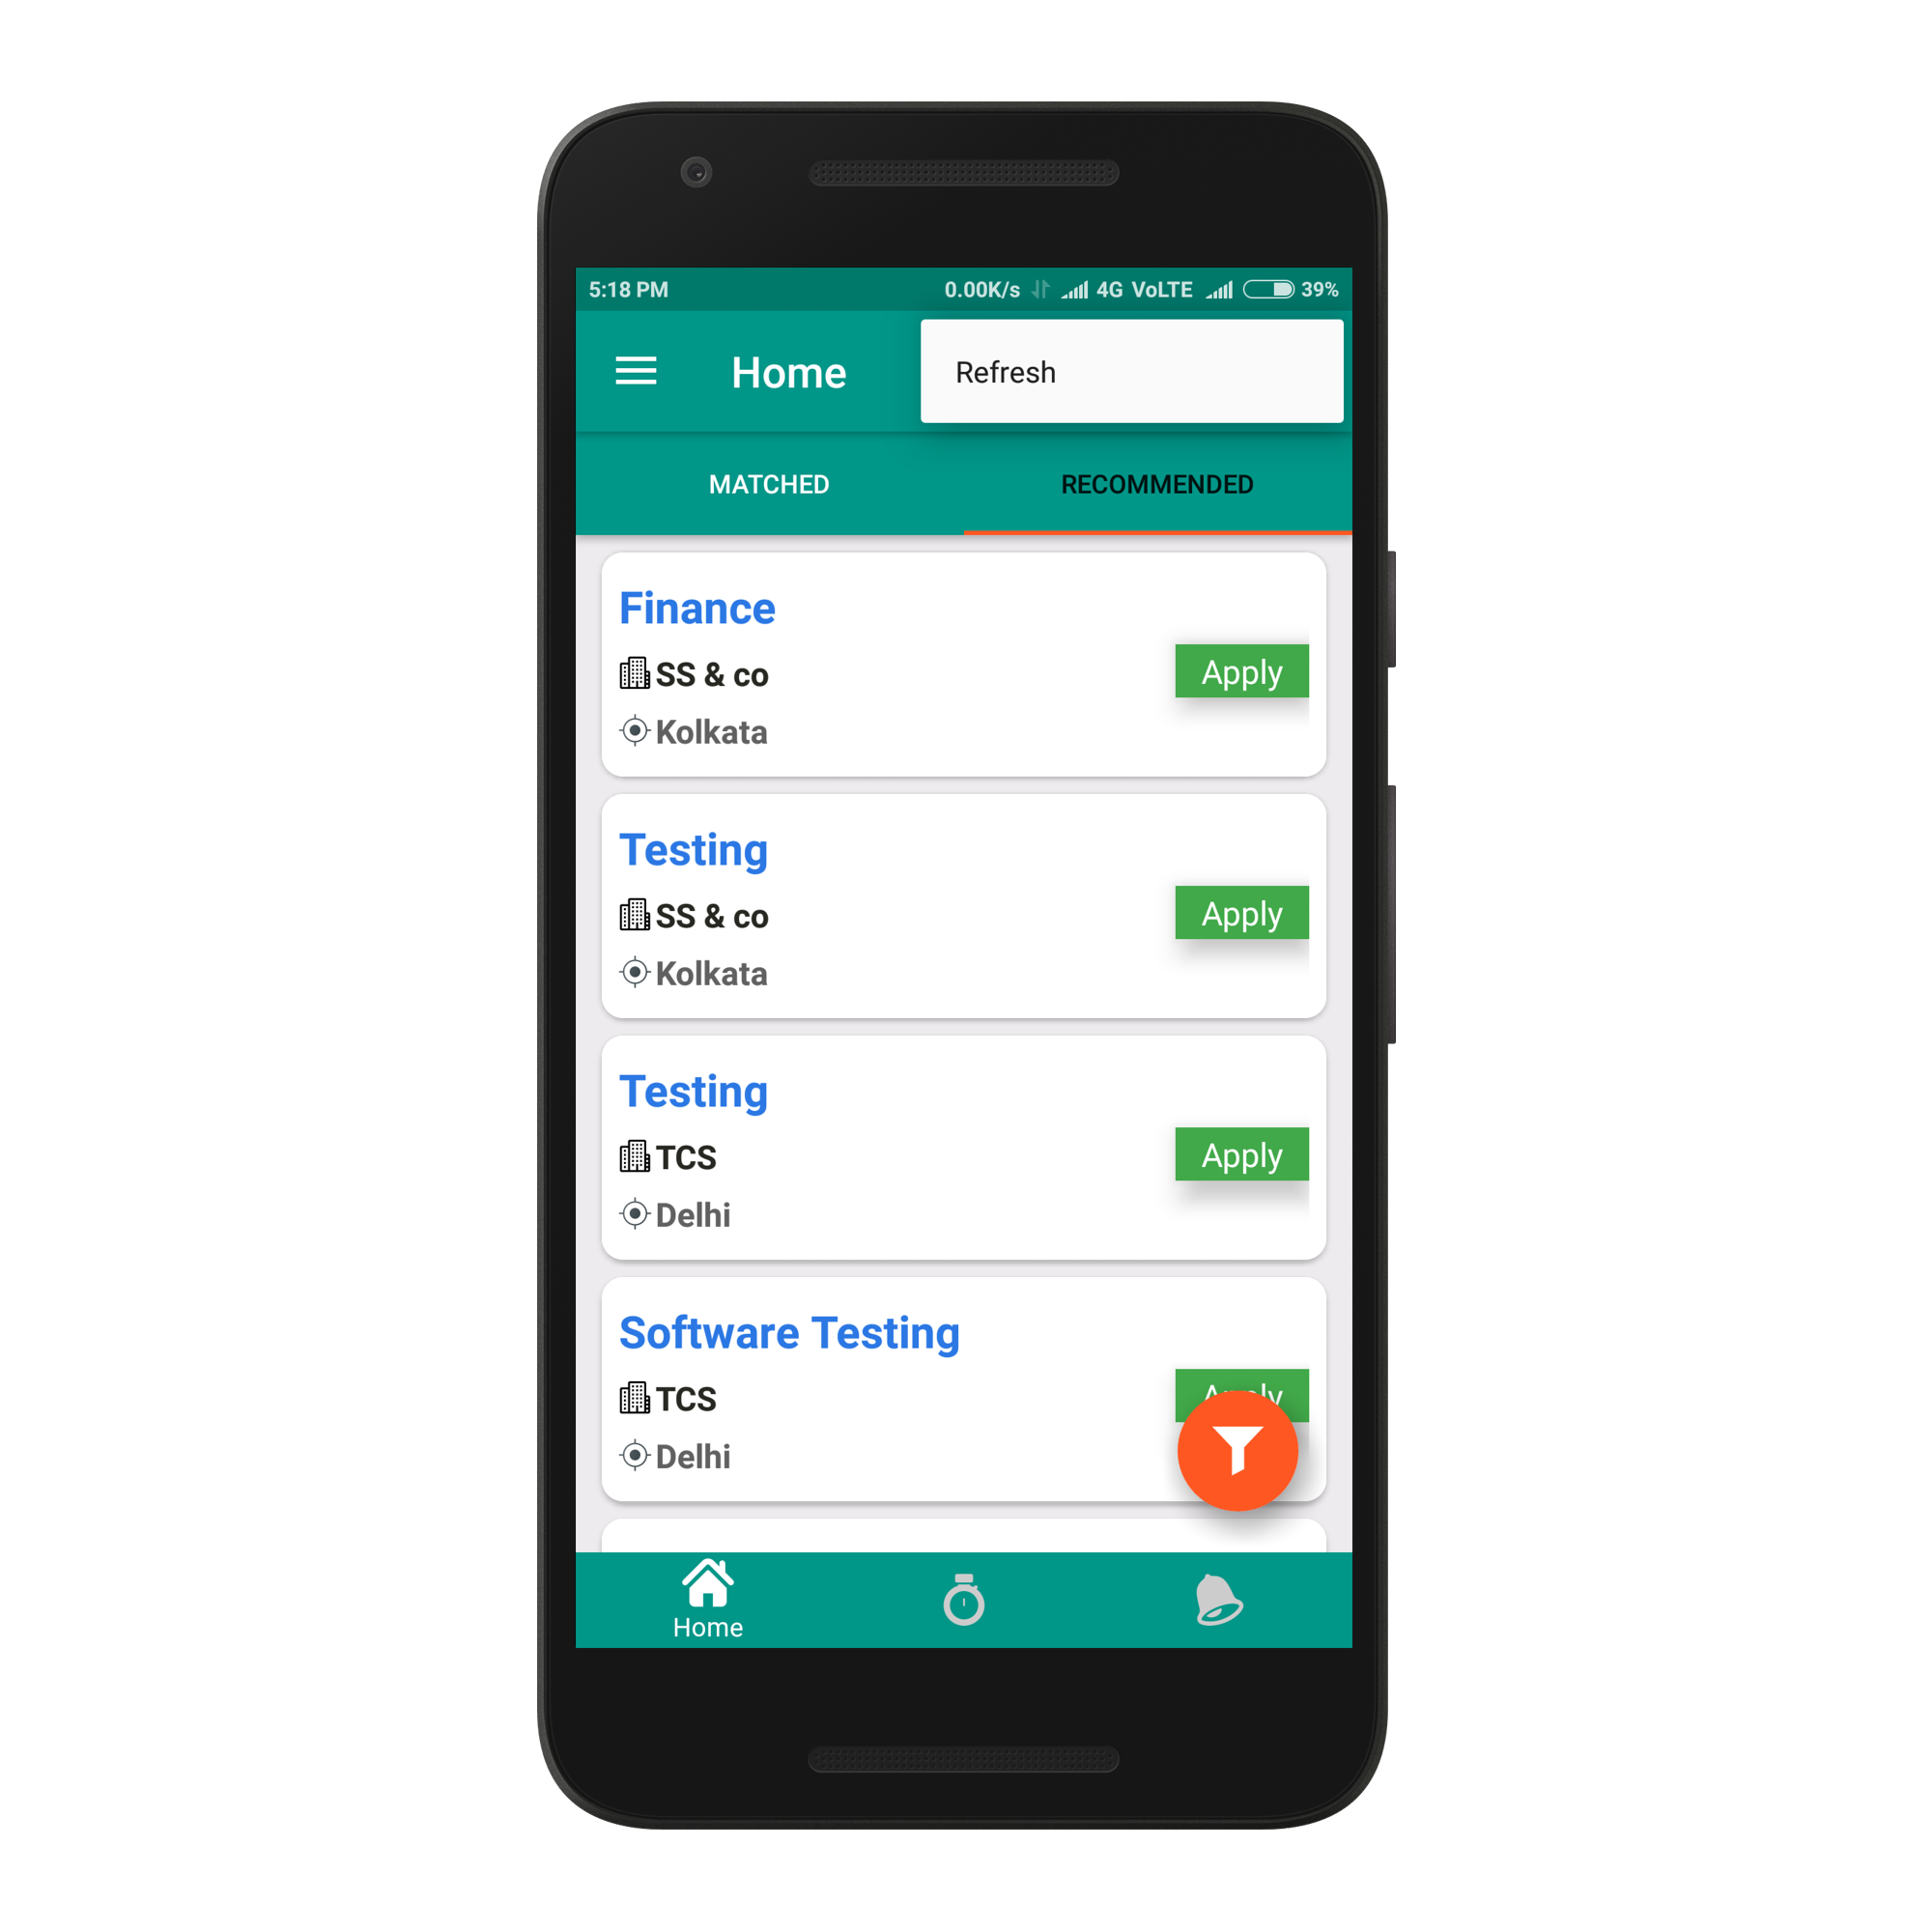 5:18 PM 0.00K/s 4G VoLTE 39%
Home
Refresh
MATCHED RECOMMENDED
Finance
SS & co
Apply
Kolkata
Testing
SS & co
Apply
Kolkata
Testing
TCS
Apply
Delhi
Software Testing
TCS
Apply
Delhi
Home